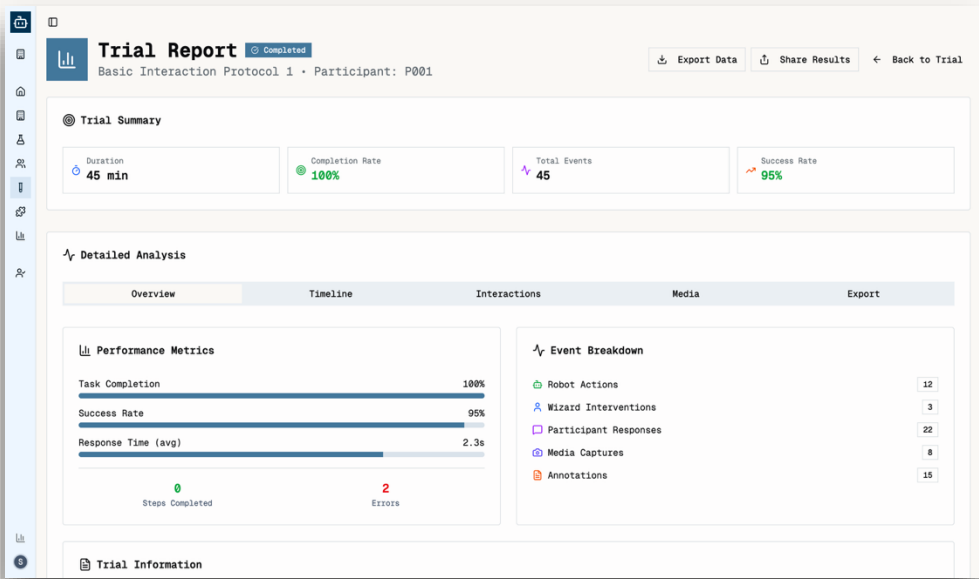 Trial Report
Completed
Basic Interaction Protocol 1 • Participant: P001
Export Data
Share Results
Back to Trial
Trial Summary
Duration
45 min
Completion Rate
100%
Total Events
45
Success Rate
95%
Detailed Analysis
Overview
Timeline
Interactions
Media
Export
Performance Metrics
Task Completion 100%
Success Rate 95%
Response Time (avg) 2.3s
0
Steps Completed
2
Errors
Event Breakdown
Robot Actions 12
Wizard Interventions 3
Participant Responses 22
Media Captures 8
Annotations 15
Trial Information
S